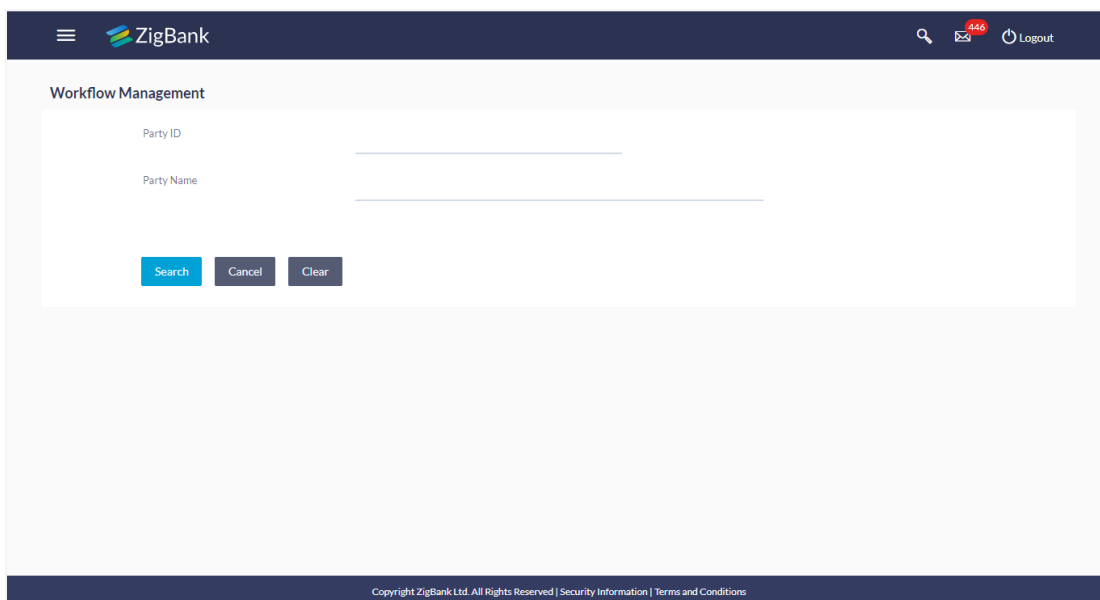 ZigBank
446
Logout
Workflow Management
Party ID
Party Name
Search Cancel Clear
Copyright ZigBank Ltd. All Rights Reserved | Security Information | Terms and Conditions